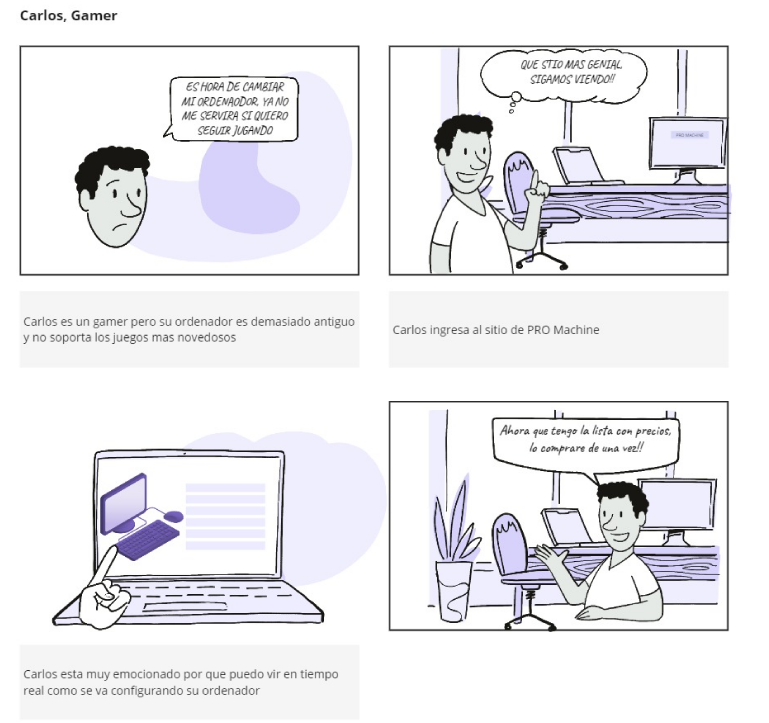 Carlos, Gamer
ES HORA DE CAMBIAR
MI ORDENAODOR. YA NO
ME SERVIRA SI QUIERO
SEGUIR JUGANDO
QUE STIO MAS GENIAL,
SIGAMOS VIENDO!!
PRO MACHINE
Carlos es un gamer pero su ordenador es demasiado antiguo
y no soporta los juegos mas novedosos
Carlos ingresa al sitio de PRO Machine
Ahora que tengo la lista con precios,
lo comprare de una vez!!
Carlos esta muy emocionado por que puedo vir en tiempo
real como se va configurando su ordenador